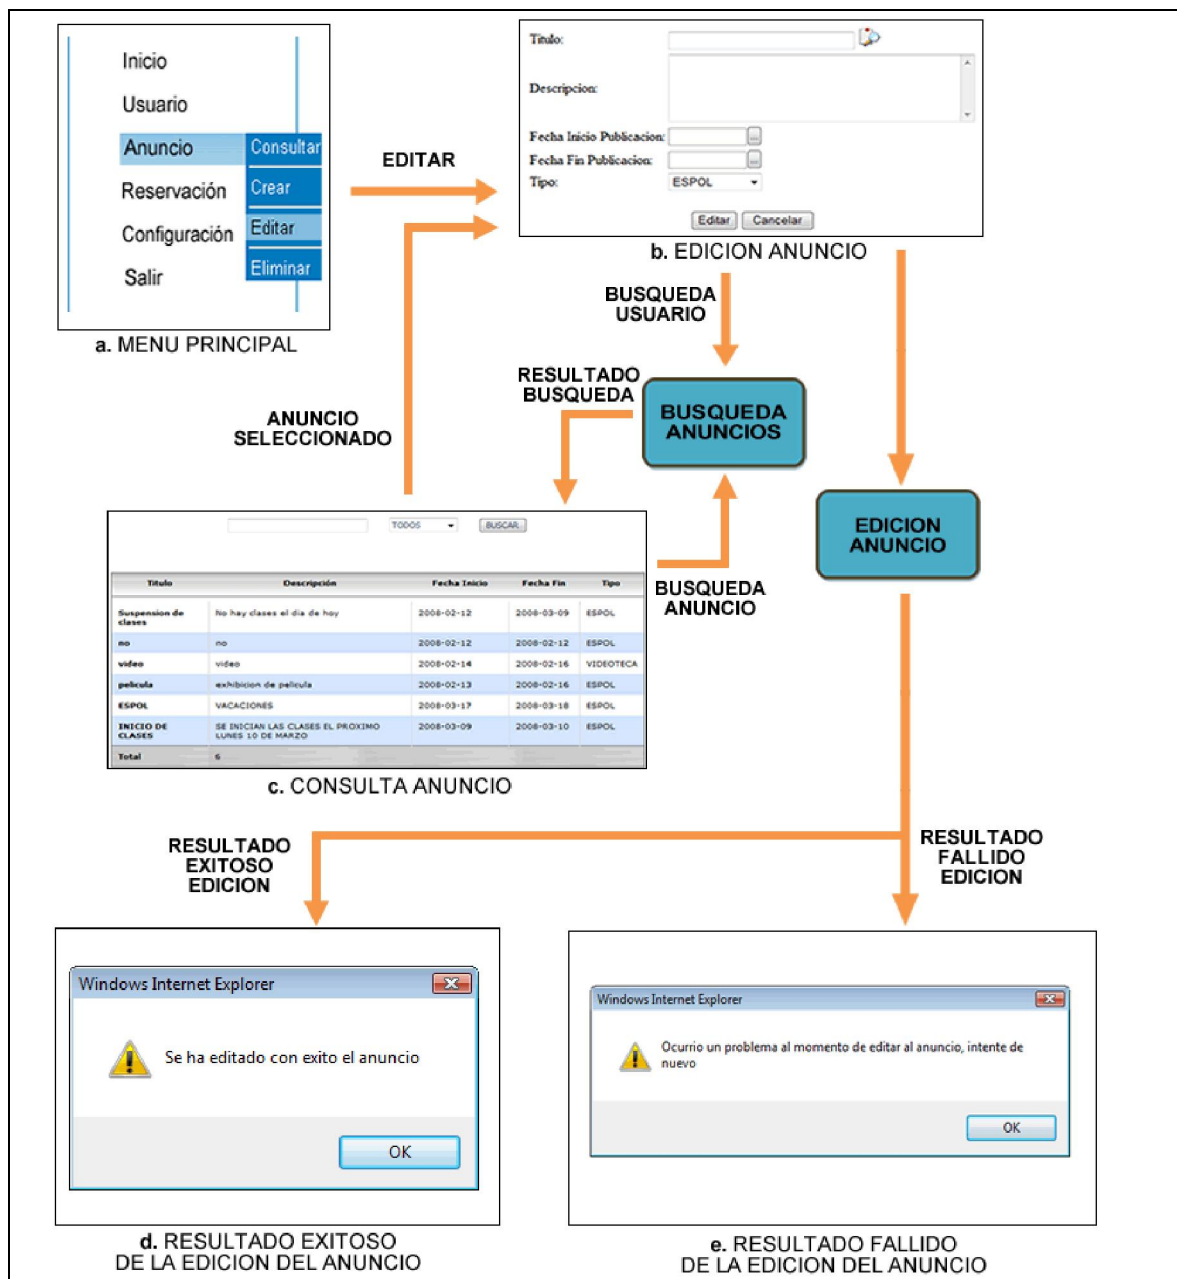 Inicio
Usuario
Anuncio
Consultar
Reservación
Crear
Configuración
Editar
Salir
Eliminar
a. MENU PRINCIPAL
EDITAR
Titulo:
Descripcion:
Fecha Inicio Publicacion:
...
Fecha Fin Publicacion:
...
Tipo:
ESPOL
Editar
Cancelar
b. EDICION ANUNCIO
BUSQUEDA
USUARIO
RESULTADO
BUSQUEDA
BUSQUEDA
ANUNCIOS
ANUNCIO
SELECCIONADO
EDICION
ANUNCIO
TODOS
BUSCAR
Titulo Descripción Fecha Inicio Fecha Fin Tipo
Suspension de
clases
No hay clases el dia de hoy 2008-02-12 2008-03-09 ESPOL
no no 2008-02-12 2008-02-12 ESPOL
video video 2008-02-14 2008-02-16 VIDEOTECA
pelicula exhibicion de pelicula 2008-02-13 2008-02-16 ESPOL
ESPOL VACACIONES 2008-03-17 2008-03-18 ESPOL
INICIO DE
CLASES
SE INICIAN LAS CLASES EL PROXIMO
LUNES 10 DE MARZO
2008-03-09 2008-03-10 ESPOL
Total 6
BUSQUEDA
ANUNCIO
c. CONSULTA ANUNCIO
RESULTADO
EXITOSO
EDICION
RESULTADO
FALLIDO
EDICION
Windows Internet Explorer
Se ha editado con exito el anuncio
OK
d. RESULTADO EXITOSO
DE LA EDICION DEL ANUNCIO
Windows Internet Explorer
Ocurrio un problema al momento de editar al anuncio, intente de
nuevo
OK
e. RESULTADO FALLIDO
DE LA EDICION DEL ANUNCIO